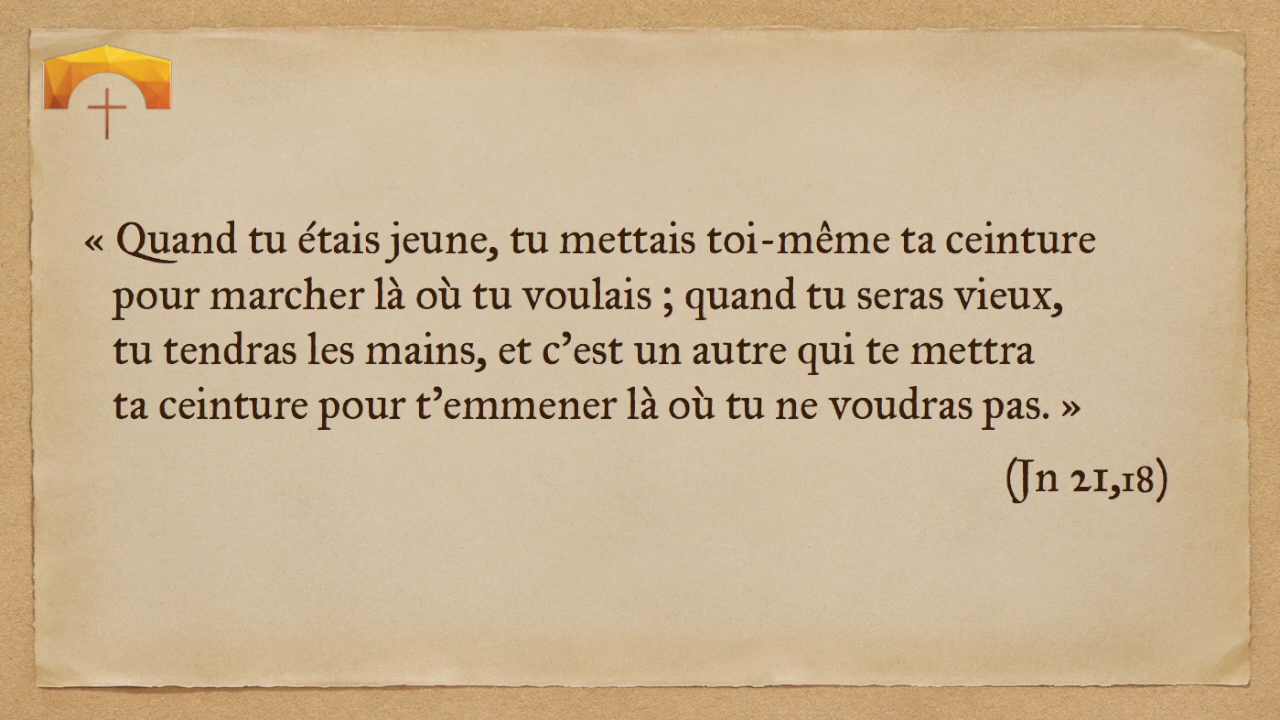 « Quand tu étais jeune, tu mettais toi-même ta ceinture
pour marcher là où tu voulais ; quand tu seras vieux,
tu tendras les mains, et c’est un autre qui te mettra
ta ceinture pour t’emmener là où tu ne voudras pas. »
(Jn 21,18)